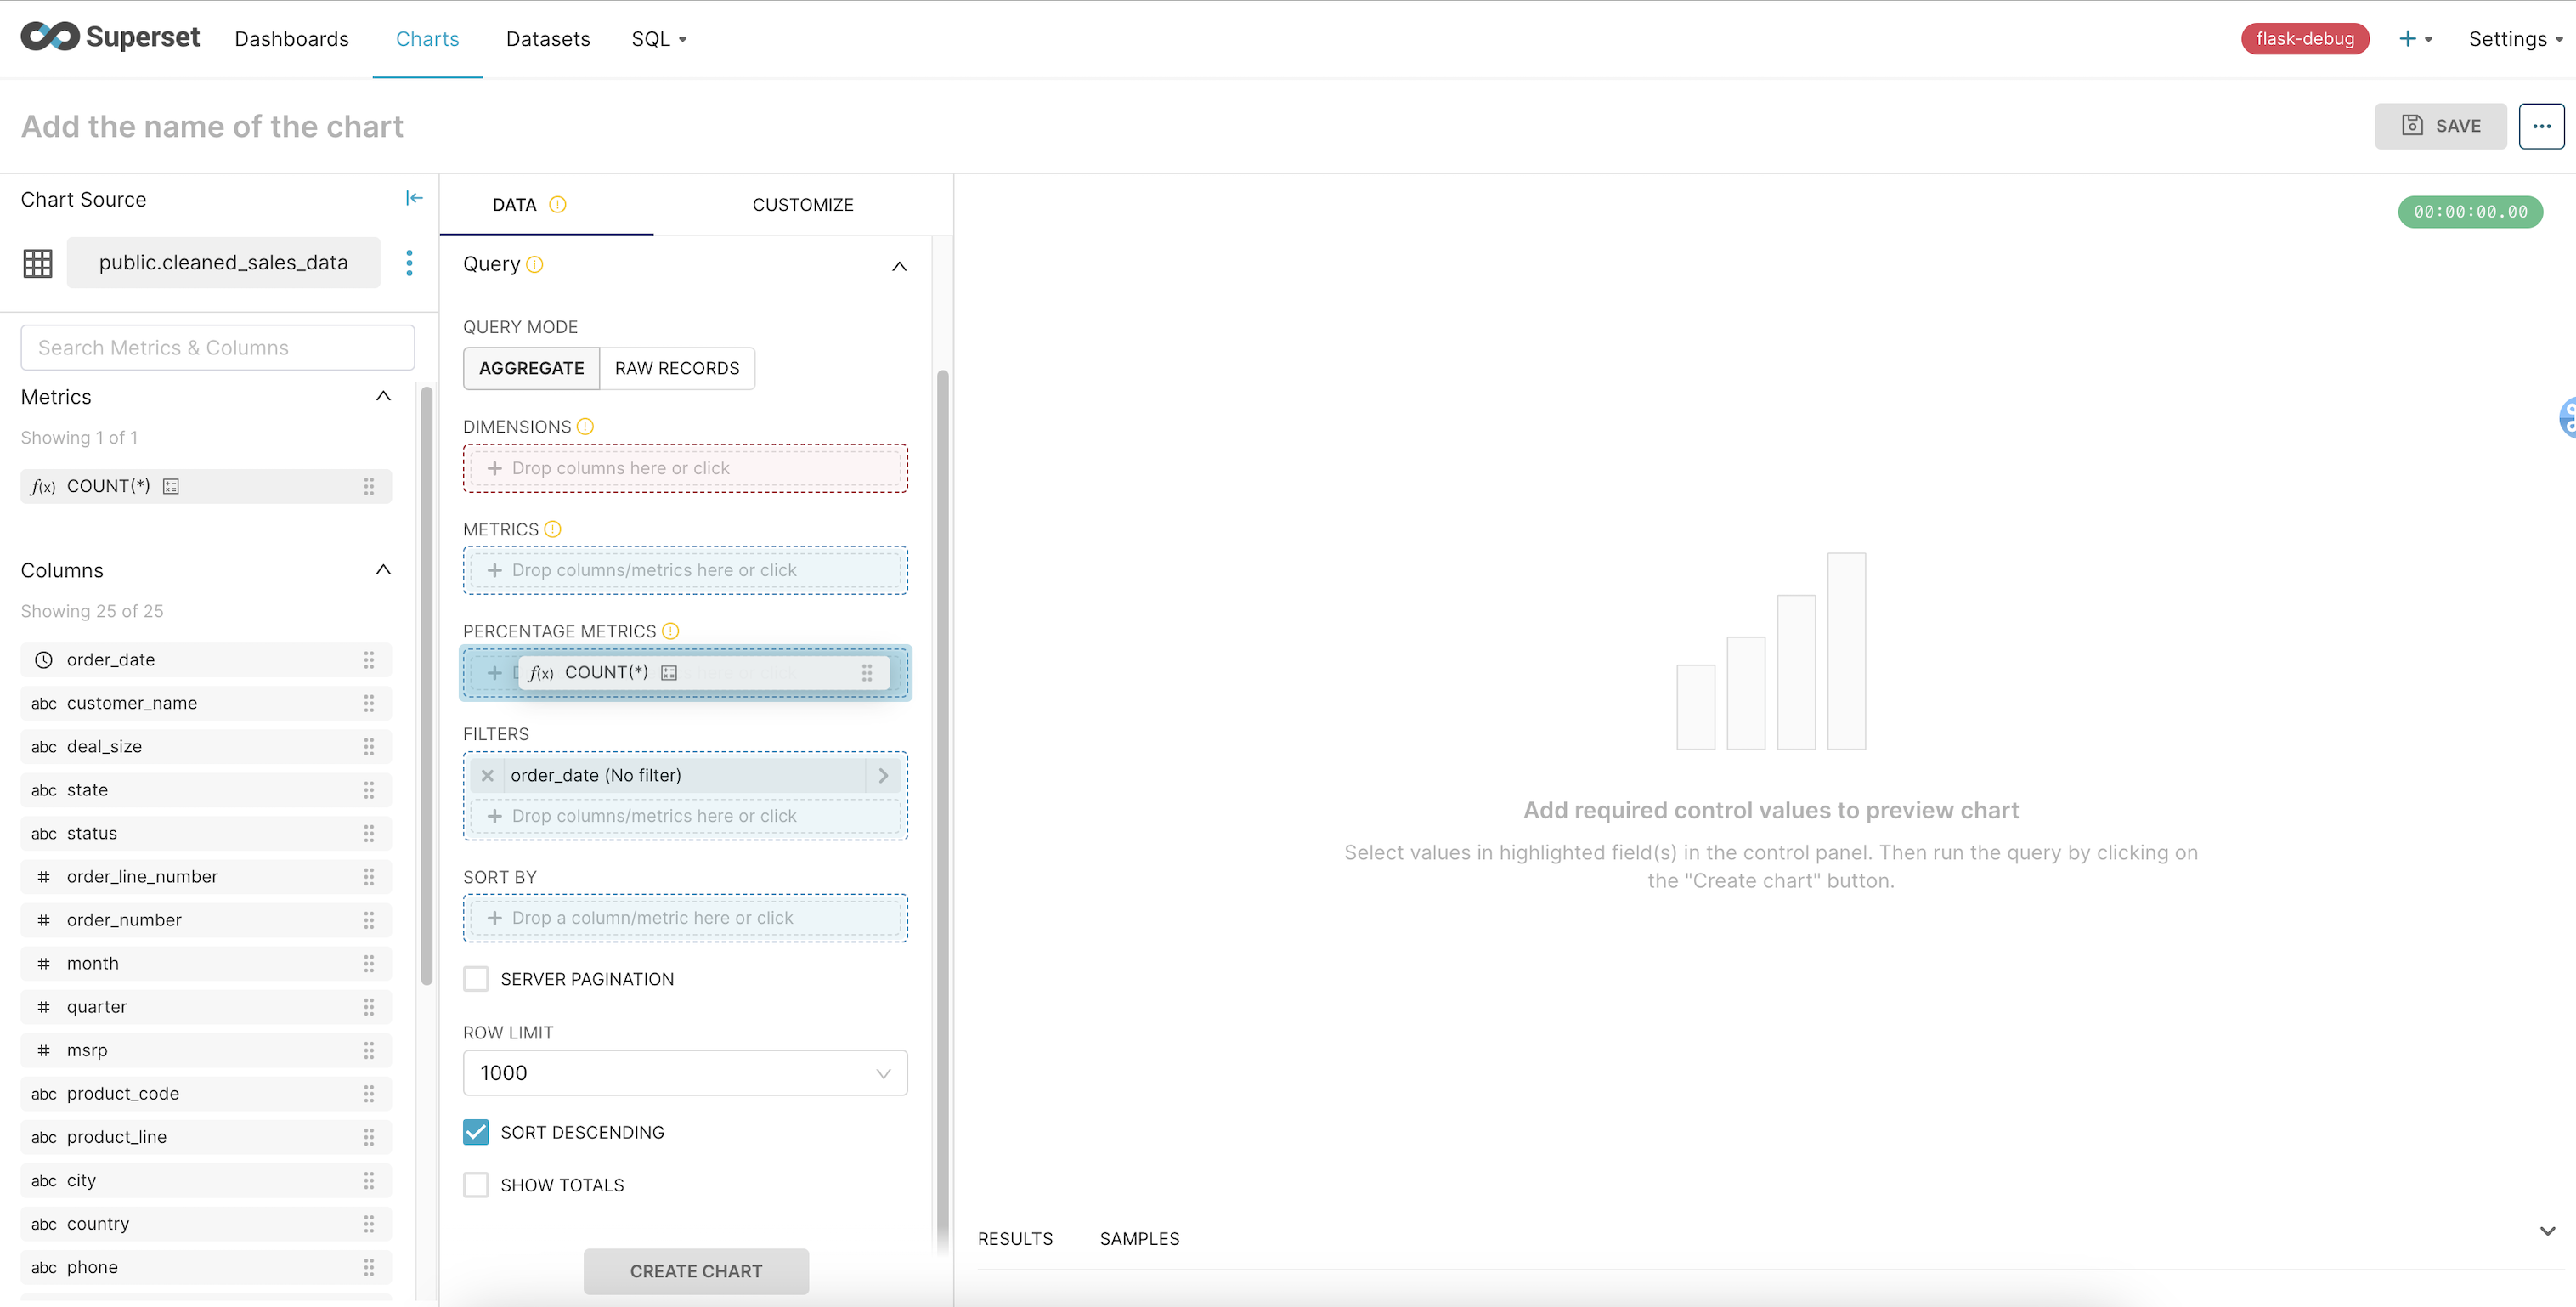 Superset
Dashboards
Charts
Datasets
SQL
flask-debug
+
Settings
Add the name of the chart
SAVE
...
Chart Source
public.cleaned_sales_data
Search Metrics & Columns
Metrics
Showing 1 of 1
f(x) COUNT(*)
Columns
Showing 25 of 25
order_date
abc customer_name
abc deal_size
abc state
abc status
# order_line_number
# order_number
# month
# quarter
# msrp
abc product_code
abc product_line
abc city
abc country
abc phone
DATA
CUSTOMIZE
Query
QUERY MODE
AGGREGATE
RAW RECORDS
DIMENSIONS
+ Drop columns here or click
METRICS
+ Drop columns/metrics here or click
PERCENTAGE METRICS
f(x) COUNT(*)
FILTERS
order_date (No filter)
+ Drop columns/metrics here or click
SORT BY
+ Drop a column/metric here or click
SERVER PAGINATION
ROW LIMIT
1000
SORT DESCENDING
SHOW TOTALS
CREATE CHART
00:00:00.00
Add required control values to preview chart
Select values in highlighted field(s) in the control panel. Then run the query by clicking on
the "Create chart" button.
RESULTS
SAMPLES